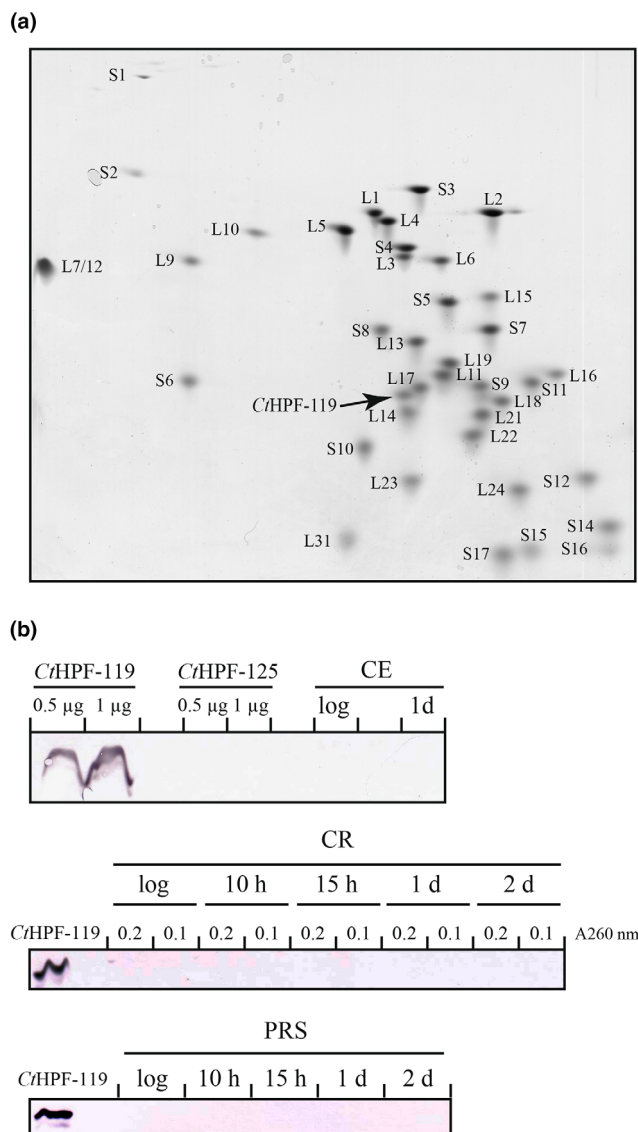 (a)
S1
S2
S3
L1
L2
L4
L5
L10
S4
L3
L6
L9
L7/12
S5
L15
S8
L13
S7
L19
L11
L16
S6
L17
S9
S11
CtHPF-119
L18
L14
L21
L22
S10
L23
L24
S12
S14
L31
S17
S15
S16
(b)
CtHPF-119 CtHPF-125 CE
0.5 µg 1 µg 0.5 µg 1 µg log 1d
CR
log 10 h 15 h 1 d 2 d
CtHPF-119 0.2 0.1 0.2 0.1 0.2 0.1 0.2 0.1 0.2 0.1 A260 nm
PRS
CtHPF-119 log 10 h 15 h 1 d 2 d